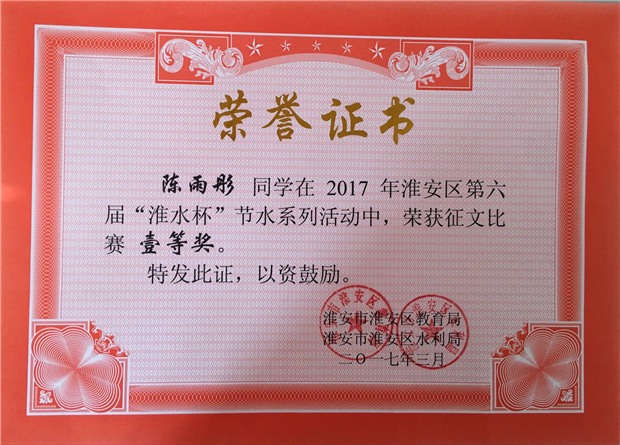 荣誉证书
陈雨彤 同学在 2017 年淮安区第六
届“淮水杯”节水系列活动中，荣获征文比
赛 壹等奖。
特发此证，以资鼓励。
淮安市淮安区教育局
淮安市淮安区水利局
二〇一七年三月